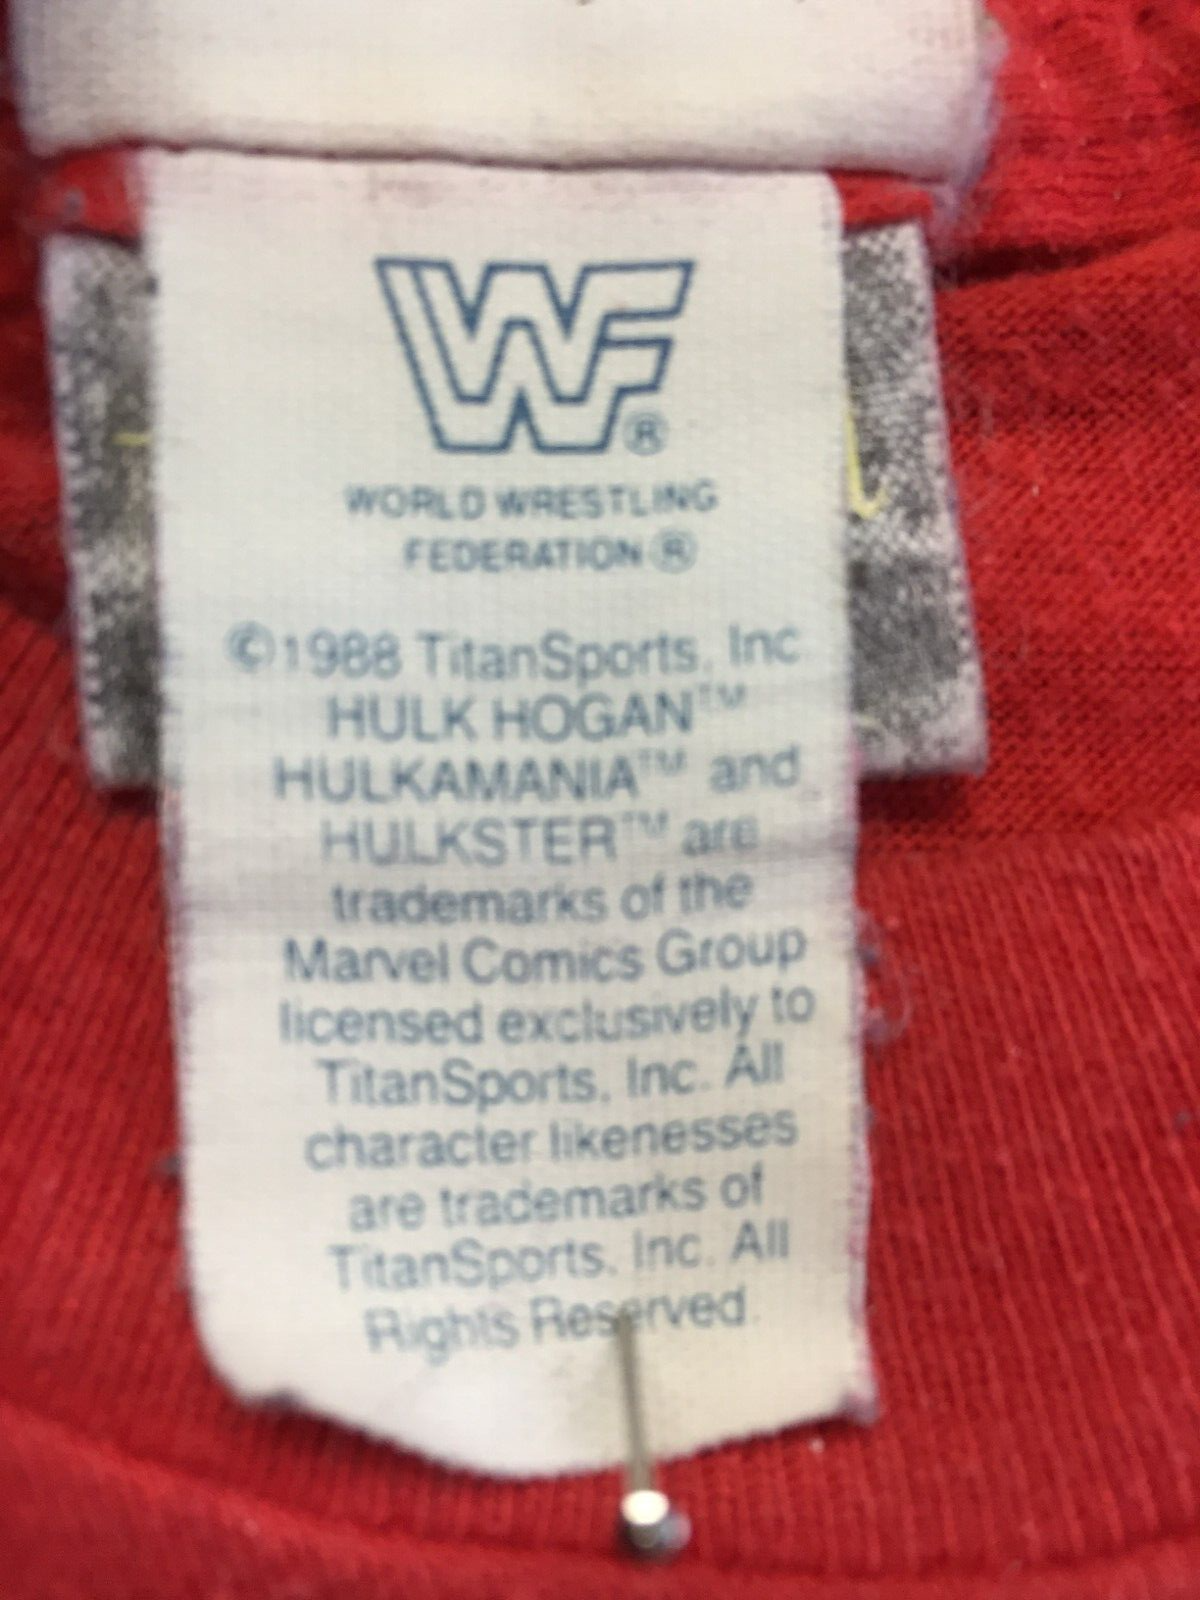 WF®
WORLD WRESTLING
FEDERATION®
©1988 TitanSports, Inc
HULK HOGAN™
HULKAMANIA™ and
HULKSTER™ are
trademarks of the
Marvel Comics Group
licensed exclusively to
TitanSports, Inc. All
character likenesses
are trademarks of
TitanSports, Inc. All
Rights Reserved.